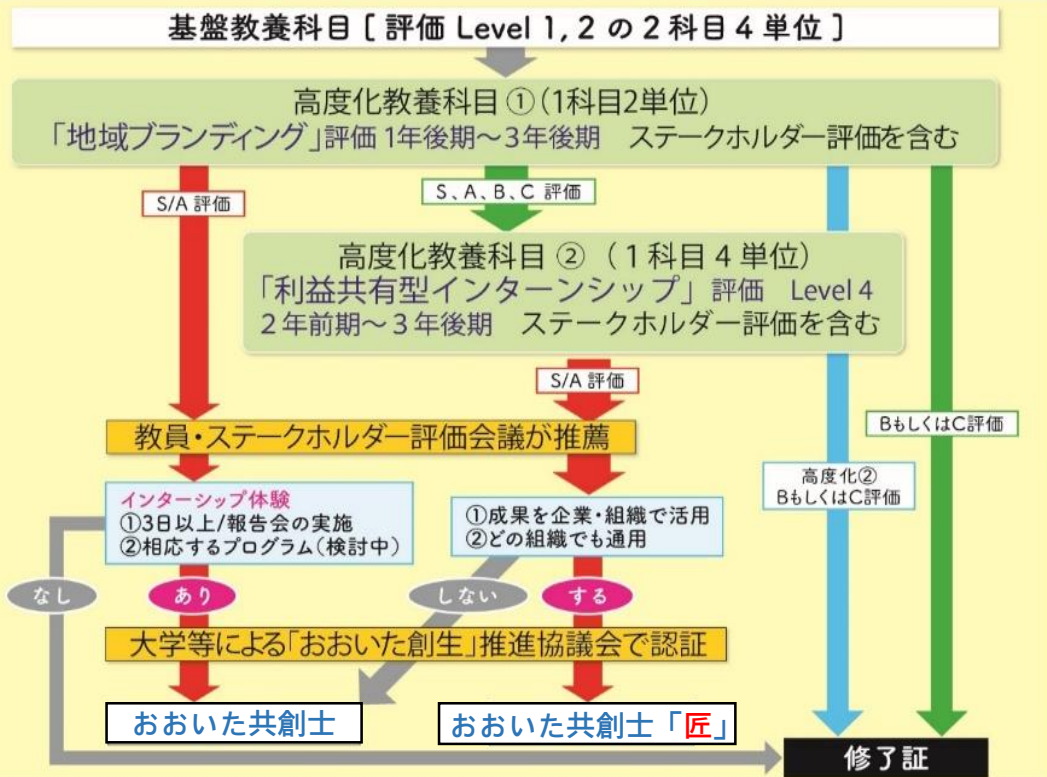 基盤教養科目 [ 評価 Level 1, 2 の 2 科目 4 単位 ]
高度化教養科目 ①(1科目2単位)
「地域ブランディング」評価 1年後期〜3年後期 ステークホルダー評価を含む
S/A 評価
S、A、B、C 評価
高度化教養科目 ② (1科目 4 単位)
「利益共有型インターンシップ」評価 Level 4
2年前期〜3年後期 ステークホルダー評価を含む
S/A 評価
BもしくはC評価
教員・ステークホルダー評価会議が推薦
高度化②
BもしくはC評価
インターシップ体験
①3日以上/報告会の実施
②相応するプログラム(検討中)
①成果を企業・組織で活用
②どの組織でも通用
なし
あり
しない
する
大学等による「おおいた創生」推進協議会で認証
おおいた共創士
おおいた共創士「匠」
修了証